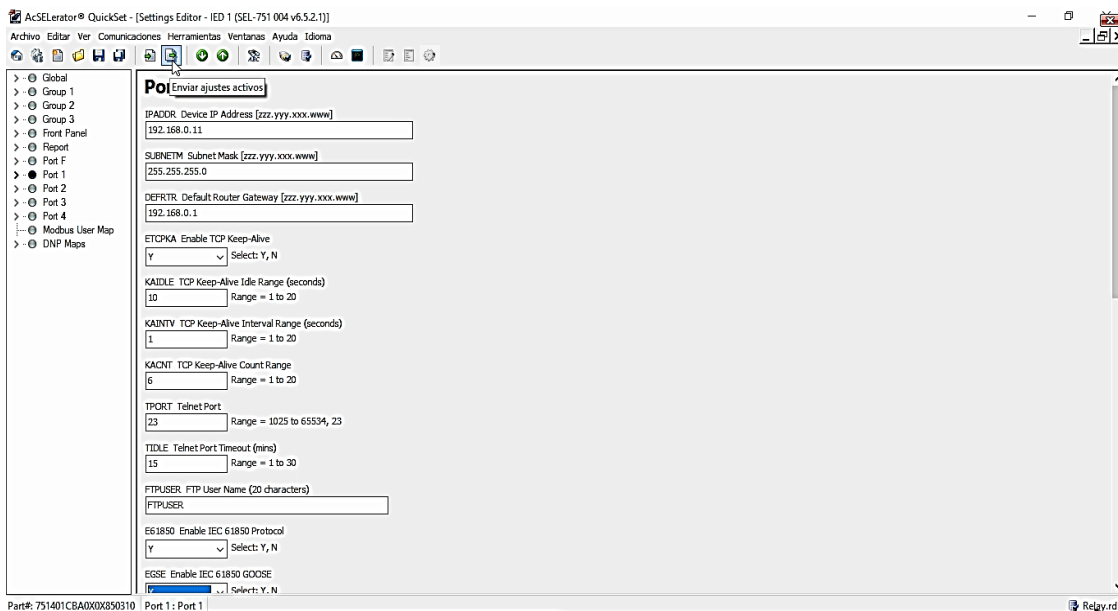 AcSELerator® QuickSet - [Settings Editor - IED 1 (SEL-751 004 v6.5.2.1)]
Archivo Editar Ver Comunicaciones Herramientas Ventanas Ayuda Idioma
Global
Group 1
Group 2
Group 3
Front Panel
Report
Port F
Port 1
Port 2
Port 3
Port 4
Modbus User Map
DNP Maps
Enviar ajustes activos
IPADDR Device IP Address [zzz.yyy.xxx.www]
192.168.0.11
SUBNETM Subnet Mask [zzz.yyy.xxx.www]
255.255.255.0
DEFRTR Default Router Gateway [zzz.yyy.xxx.www]
192.168.0.1
ETCPKA Enable TCP Keep-Alive
Y Select: Y, N
KAIDLE TCP Keep-Alive Idle Range (seconds)
10 Range = 1 to 20
KAINTV TCP Keep-Alive Interval Range (seconds)
1 Range = 1 to 20
KACNT TCP Keep-Alive Count Range
6 Range = 1 to 20
TPORT Telnet Port
23 Range = 1025 to 65534, 23
TIDLE Telnet Port Timeout (mins)
15 Range = 1 to 30
FTPUSER FTP User Name (20 characters)
FTPUSER
E61850 Enable IEC 61850 Protocol
Y Select: Y, N
EGSE Enable IEC 61850 GOOSE
Select: Y, N
Part#: 751401CBA0X0X850310 Port 1 : Port 1 Relay.rd